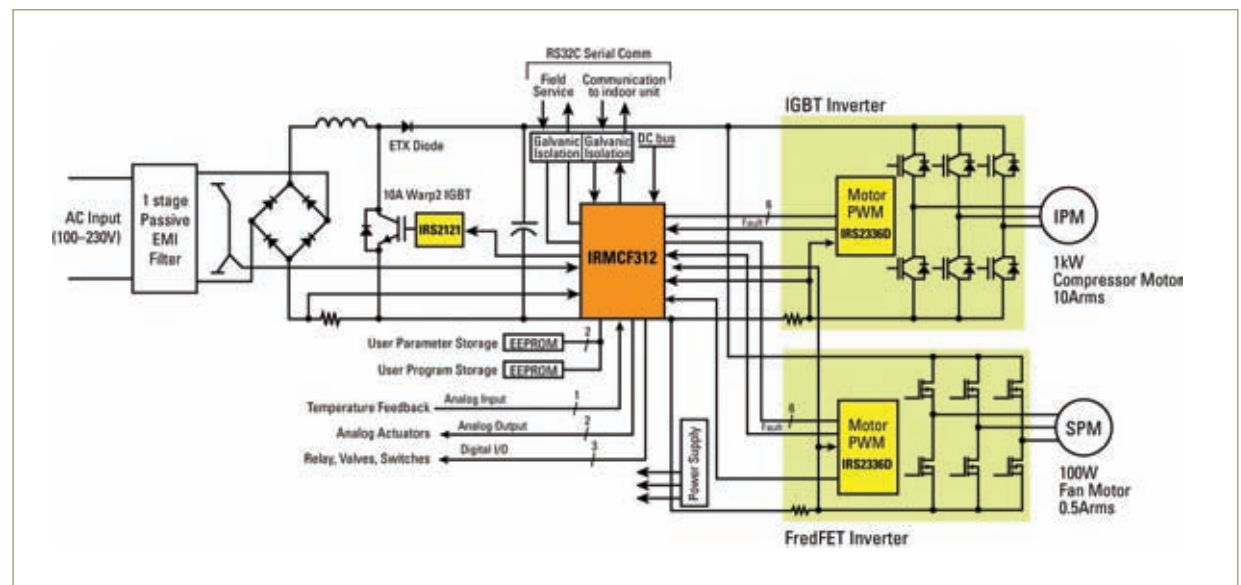 RS32C Serial Comm
Field
Service
Communication
to indoor unit
IGBT Inverter
ETX Diode
Galvanic
Isolation
Galvanic
Isolation
DC bus
1 stage
Passive
EMI
Filter
AC Input
(100–230V)
10A Warp2 IGBT
IRS2121
IRMCF312
6
Fault
Motor
PWM
IRS2336D
IPM
1kW
Compressor Motor
10Arms
User Parameter Storage
EEPROM
2
User Program Storage
EEPROM
Temperature Feedback
Analog Input
1
Analog Actuators
Analog Output
2
Relay, Valves, Switches
Digital I/O
3
Power Supply
6
Fault
Motor
PWM
IRS2336D
SPM
100W
Fan Motor
0.5Arms
FredFET Inverter